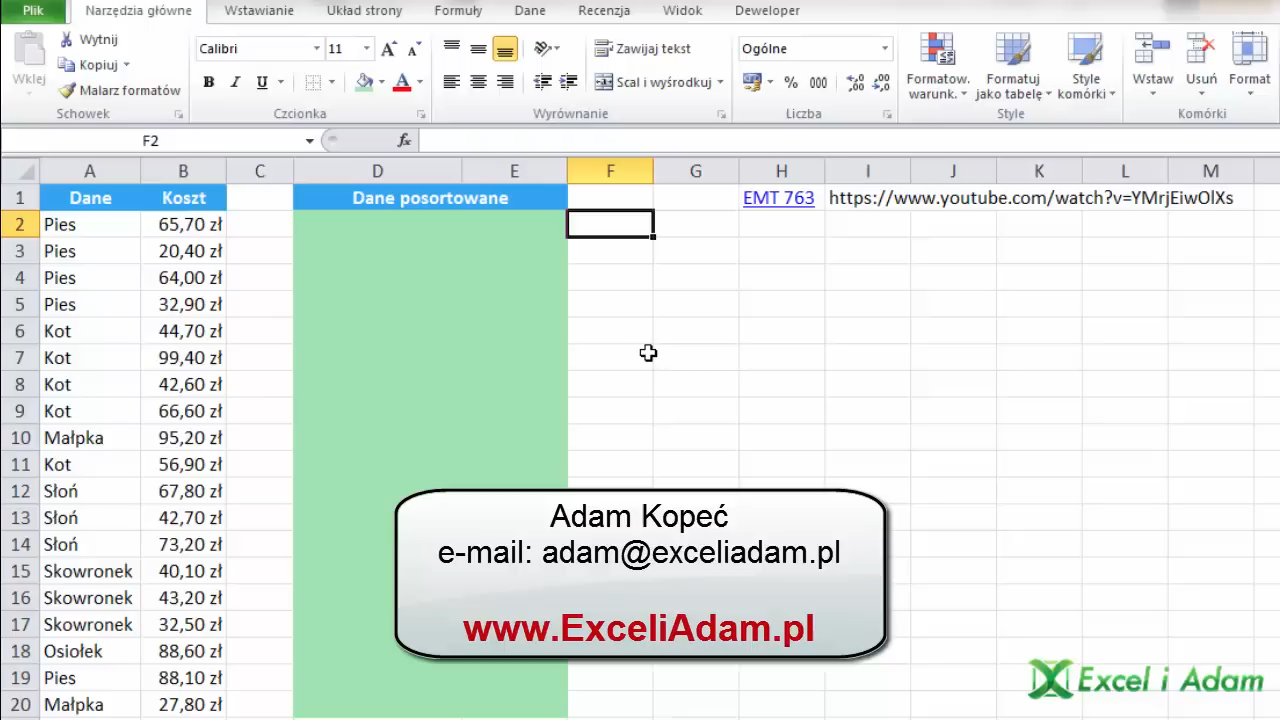 Plik Narzędzia główne Wstawianie Układ strony Formuły Dane Recenzja Widok Deweloper
Wklej
Wytnij
Kopiuj
Malarz formatów
Schowek
Calibri 11
B I U
Czcionka
Zawijaj tekst
Scal i wyśrodkuj
Wyrównanie
Ogólne
% 000
Liczba
Formatow. warunk.
Formatuj jako tabelę
Style komórki
Style
Wstaw Usuń Format
Komórki
F2 fx
A B C D E F G H I J K L M
1 Dane Koszt Dane posortowane EMT 763 https://www.youtube.com/watch?v=YMrjEiwOlXs
2 Pies 65,70 zł
3 Pies 20,40 zł
4 Pies 64,00 zł
5 Pies 32,90 zł
6 Kot 44,70 zł
7 Kot 99,40 zł
8 Kot 42,60 zł
9 Kot 66,60 zł
10 Małpka 95,20 zł
11 Kot 56,90 zł
12 Słoń 67,80 zł
13 Słoń 42,70 zł
14 Słoń 73,20 zł
15 Skowronek 40,10 zł
16 Skowronek 43,20 zł
17 Skowronek 32,50 zł
18 Osiołek 88,60 zł
19 Pies 88,10 zł
20 Małpka 27,80 zł
Adam Kopeć
e-mail: adam@exceliadam.pl
www.ExceliAdam.pl
Excel i Adam